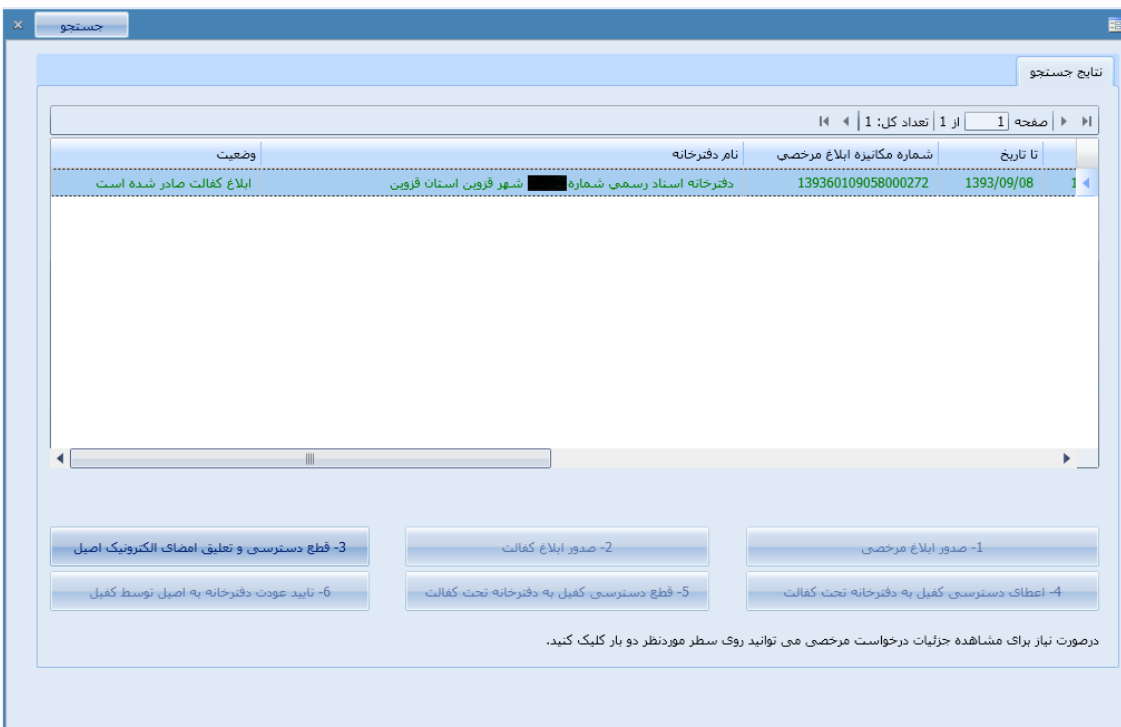 جستجو
نتایج جستجو
صفحه 1 از 1 تعداد کل: 1
تا تاریخ شماره مکانیزه ابلاغ مرخصی نام دفترخانه وضعیت
1393/09/08 139360109058000272 دفترخانه اسناد رسمی شماره شهر قزوین استان قزوین ابلاغ کفالت صادر شده است
1- صدور ابلاغ مرخصی 2- صدور ابلاغ کفالت 3- قطع دسترسی و تعلیق امضای الکترونیک اصیل
4- اعطای دسترسی کفیل به دفترخانه تحت کفالت 5- قطع دسترسی کفیل به دفترخانه تحت کفالت 6- تایید عودت دفترخانه به اصیل توسط کفیل
درصورت نیاز برای مشاهده جزئیات درخواست مرخصی می توانید روی سطر موردنظر دو بار کلیک کنید.